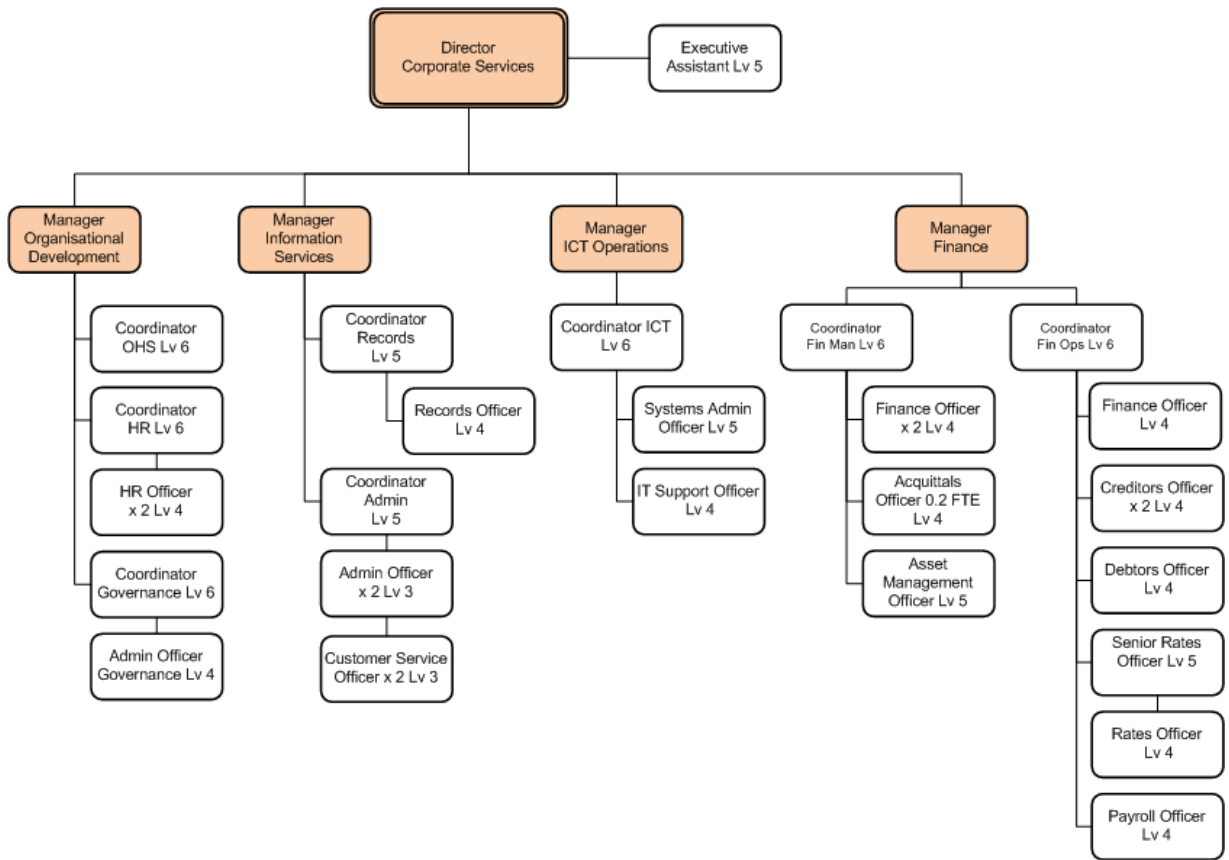 Director
Corporate Services
Executive
Assistant Lv 5
Manager
Organisational
Development
Manager
Information
Services
Manager
ICT Operations
Manager
Finance
Coordinator
OHS Lv 6
Coordinator
HR Lv 6
HR Officer
x 2 Lv 4
Coordinator
Governance Lv 6
Admin Officer
Governance Lv 4
Coordinator
Records
Lv 5
Records Officer
Lv 4
Coordinator
Admin
Lv 5
Admin Officer
x 2 Lv 3
Customer Service
Officer x 2 Lv 3
Coordinator ICT
Lv 6
Systems Admin
Officer Lv 5
IT Support Officer
Lv 4
Coordinator
Fin Man Lv 6
Finance Officer
x 2 Lv 4
Acquittals
Officer 0.2 FTE
Lv 4
Asset
Management
Officer Lv 5
Coordinator
Fin Ops Lv 6
Finance Officer
Lv 4
Creditors Officer
x 2 Lv 4
Debtors Officer
Lv 4
Senior Rates
Officer Lv 5
Rates Officer
Lv 4
Payroll Officer
Lv 4